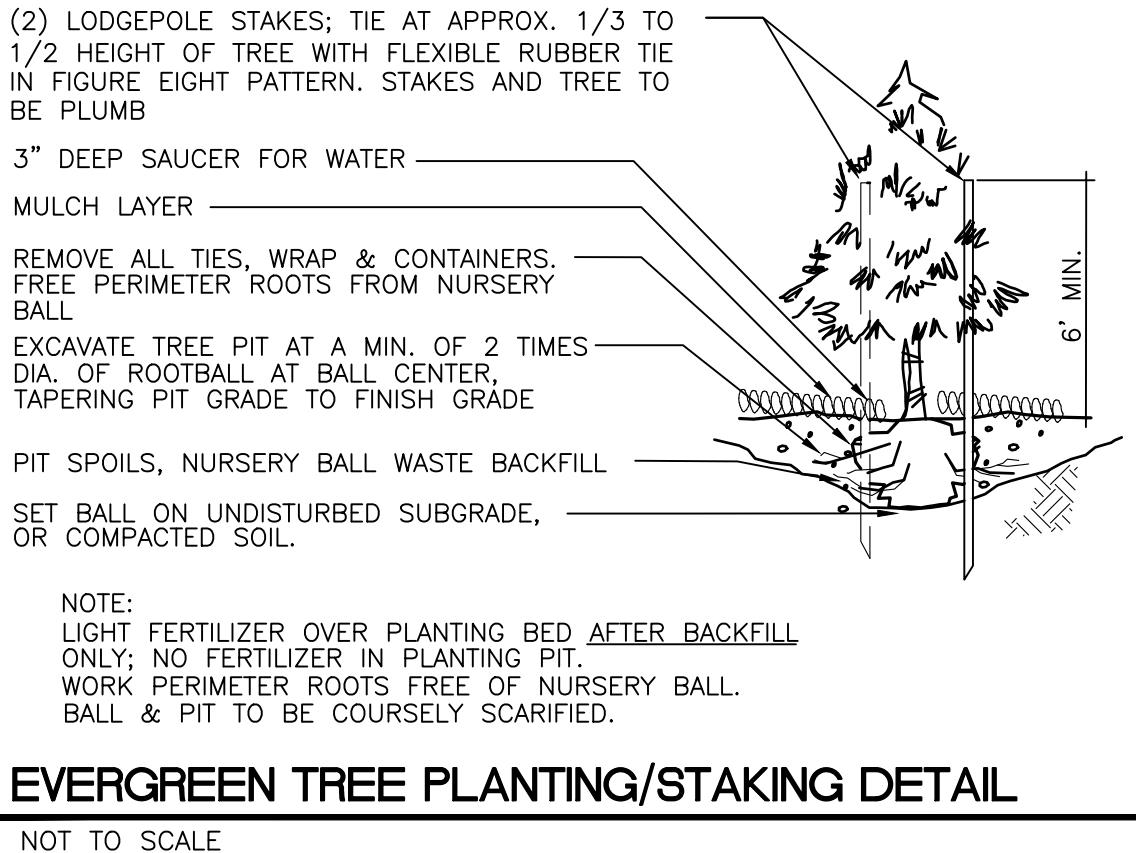 (2) LODGEPOLE STAKES; TIE AT APPROX. 1/3 TO
1/2 HEIGHT OF TREE WITH FLEXIBLE RUBBER TIE
IN FIGURE EIGHT PATTERN. STAKES AND TREE TO
BE PLUMB
3" DEEP SAUCER FOR WATER
MULCH LAYER
REMOVE ALL TIES, WRAP & CONTAINERS.
FREE PERIMETER ROOTS FROM NURSERY
BALL
EXCAVATE TREE PIT AT A MIN. OF 2 TIMES
DIA. OF ROOTBALL AT BALL CENTER,
TAPERING PIT GRADE TO FINISH GRADE
PIT SPOILS, NURSERY BALL WASTE BACKFILL
SET BALL ON UNDISTURBED SUBGRADE,
OR COMPACTED SOIL.
6' MIN.
NOTE:
LIGHT FERTILIZER OVER PLANTING BED AFTER BACKFILL
ONLY; NO FERTILIZER IN PLANTING PIT.
WORK PERIMETER ROOTS FREE OF NURSERY BALL.
BALL & PIT TO BE COURSELY SCARIFIED.
EVERGREEN TREE PLANTING/STAKING DETAIL
NOT TO SCALE